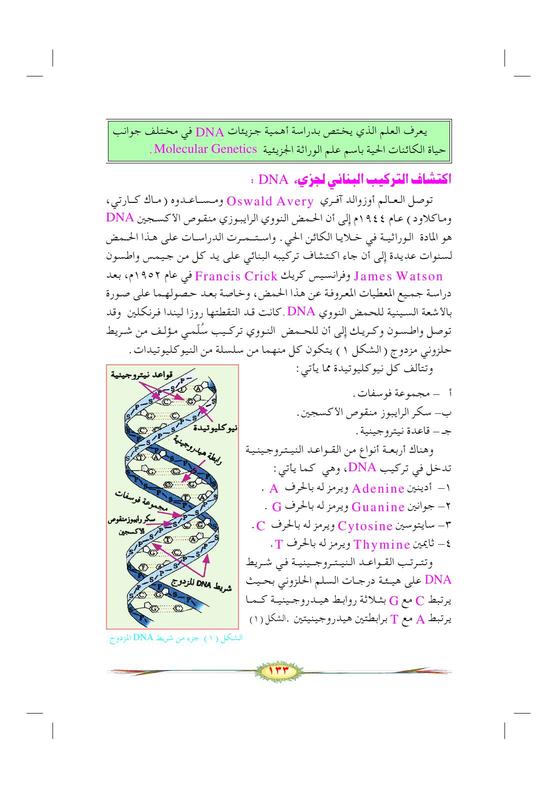 يعرف العلم الذي يختص بدراسة أهمية جزيئات DNA في مختلف جوانب
حياة الكائنات الحية باسم علم الوراثة الجزيئية Molecular Genetics .
اكتشاف التركيب البنائي لجزيء DNA :
توصل العالم أوزوالد آفري Oswald Avery ومساعدوه ( ماك كارتي ،
وماكلاود ) عام ١٩٤٤م إلى أن الحمض النووي الرايبوزي منقوص الأكسجين DNA
هو المادة الوراثية في خلايا الكائن الحي . واستمرت الدراسات على هذا الحمض
لسنوات عديدة إلى أن جاء اكتشاف تركيبه البنائي على يد كل من جيمس واطسون
James Watson وفرانسيس كريك Francis Crick في عام ١٩٥٢م ، بعد
دراسة جميع المعطيات المعروفة عن هذا الحمض ، وخاصة بعد حصولهما على صورة
بالأشعة السينية للحمض النووي DNA . كانت قد التقطتها روزا ليندا فرنكلين وقد
توصل واطسون وكريك إلى أن للحمض النووي تركيب سُلّمي مؤلف من شريط
حلزوني مزدوج ( الشكل ١ ) يتكون كل منهما من سلسلة من النيوكليوتيدات .
وتتألف كل نيوكليوتيدة مما يأتي :
أ – مجموعة فوسفات .
ب– سكر الرايبوز منقوص الأكسجين .
جـ – قاعدة نيتروجينية .
وهناك أربعة أنواع من القواعد النيتروجينية
تدخل في تركيب DNA ، وهي كما يأتي :
١– أدينين Adenine ويرمز له بالحرف A .
٢– جوانين Guanine ويرمز له بالحرف G .
٣– سايتوسين Cytosine ويرمز له بالحرف C .
٤– ثايمين Thymine ويرمز له بالحرف T .
وتترتب القواعد النيتروجينية في شريط
DNA على هيئة درجات السلم الحلزوني بحيث
يرتبط C مع G بثلاثة روابط هيدروجينية كما
يرتبط A مع T برابطتين هيدروجينيتين . الشكل (١)
قواعد نيتروجينية
نيوكليوتيدة
رابطة هيدروجينية
مجموعة فوسفات
سكر رايبوز منقوص
الأكسجين
شريط DNA المزدوج
الشكل ( ١ ) جزء من شريط DNA المزدوج
١٣٣